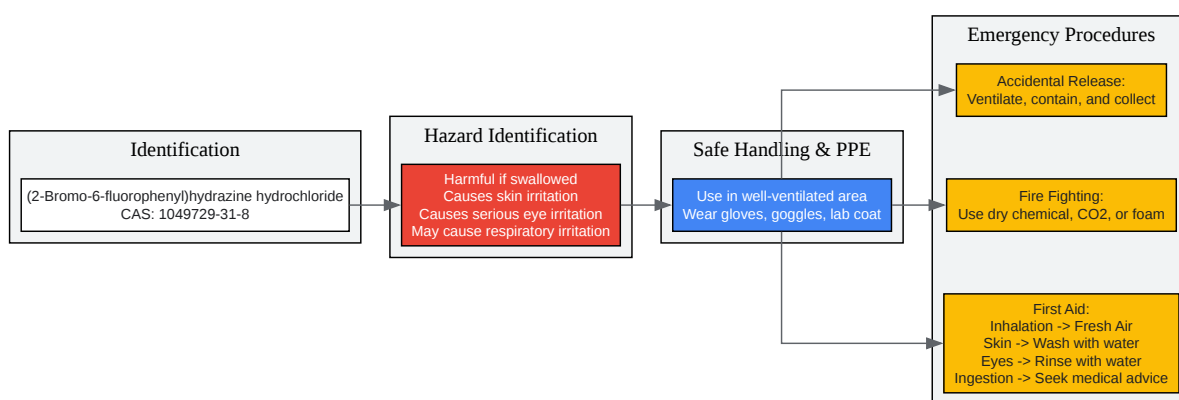 Identification
(2-Bromo-6-fluorophenyl)hydrazine hydrochloride
CAS: 1049729-31-8
Hazard Identification
Harmful if swallowed
Causes skin irritation
Causes serious eye irritation
May cause respiratory irritation
Safe Handling & PPE
Use in well-ventilated area
Wear gloves, goggles, lab coat
Emergency Procedures
Accidental Release:
Ventilate, contain, and collect
Fire Fighting:
Use dry chemical, CO2, or foam
First Aid:
Inhalation -> Fresh Air
Skin -> Wash with water
Eyes -> Rinse with water
Ingestion -> Seek medical advice